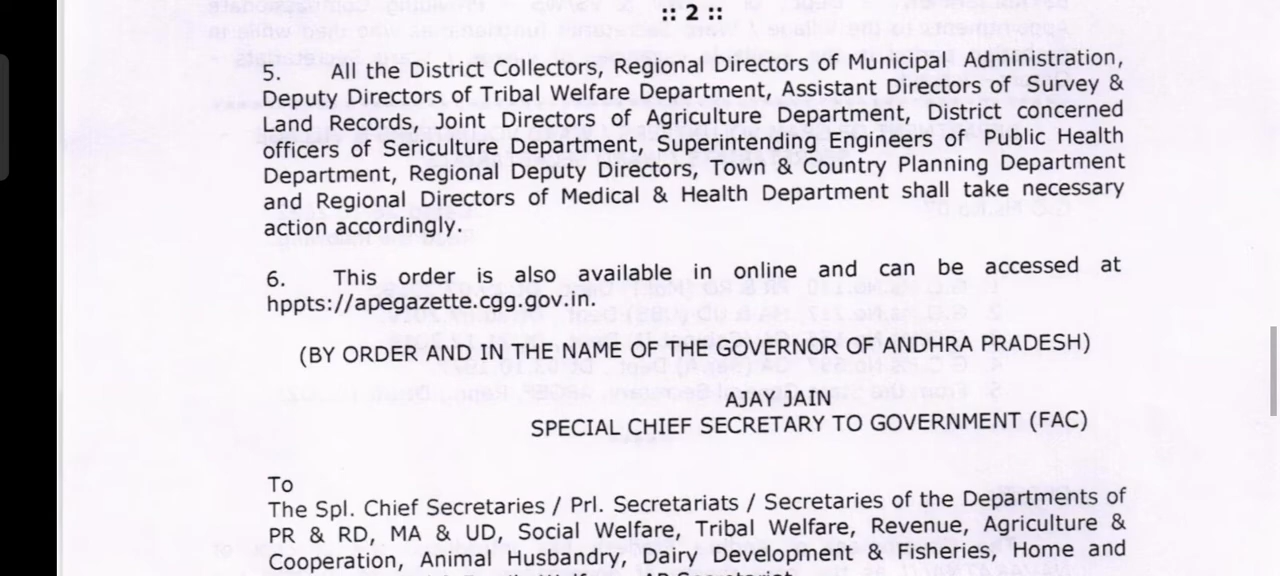 :: 2 ::
5. All the District Collectors, Regional Directors of Municipal Administration,
Deputy Directors of Tribal Welfare Department, Assistant Directors of Survey &
Land Records, Joint Directors of Agriculture Department, District concerned
officers of Sericulture Department, Superintending Engineers of Public Health
Department, Regional Deputy Directors, Town & Country Planning Department
and Regional Directors of Medical & Health Department shall take necessary
action accordingly.
6. This order is also available in online and can be accessed at
hppts://apegazette.cgg.gov.in.
(BY ORDER AND IN THE NAME OF THE GOVERNOR OF ANDHRA PRADESH)
AJAY JAIN
SPECIAL CHIEF SECRETARY TO GOVERNMENT (FAC)
To
The Spl. Chief Secretaries / Prl. Secretariats / Secretaries of the Departments of
PR & RD, MA & UD, Social Welfare, Tribal Welfare, Revenue, Agriculture &
Cooperation, Animal Husbandry, Dairy Development & Fisheries, Home and